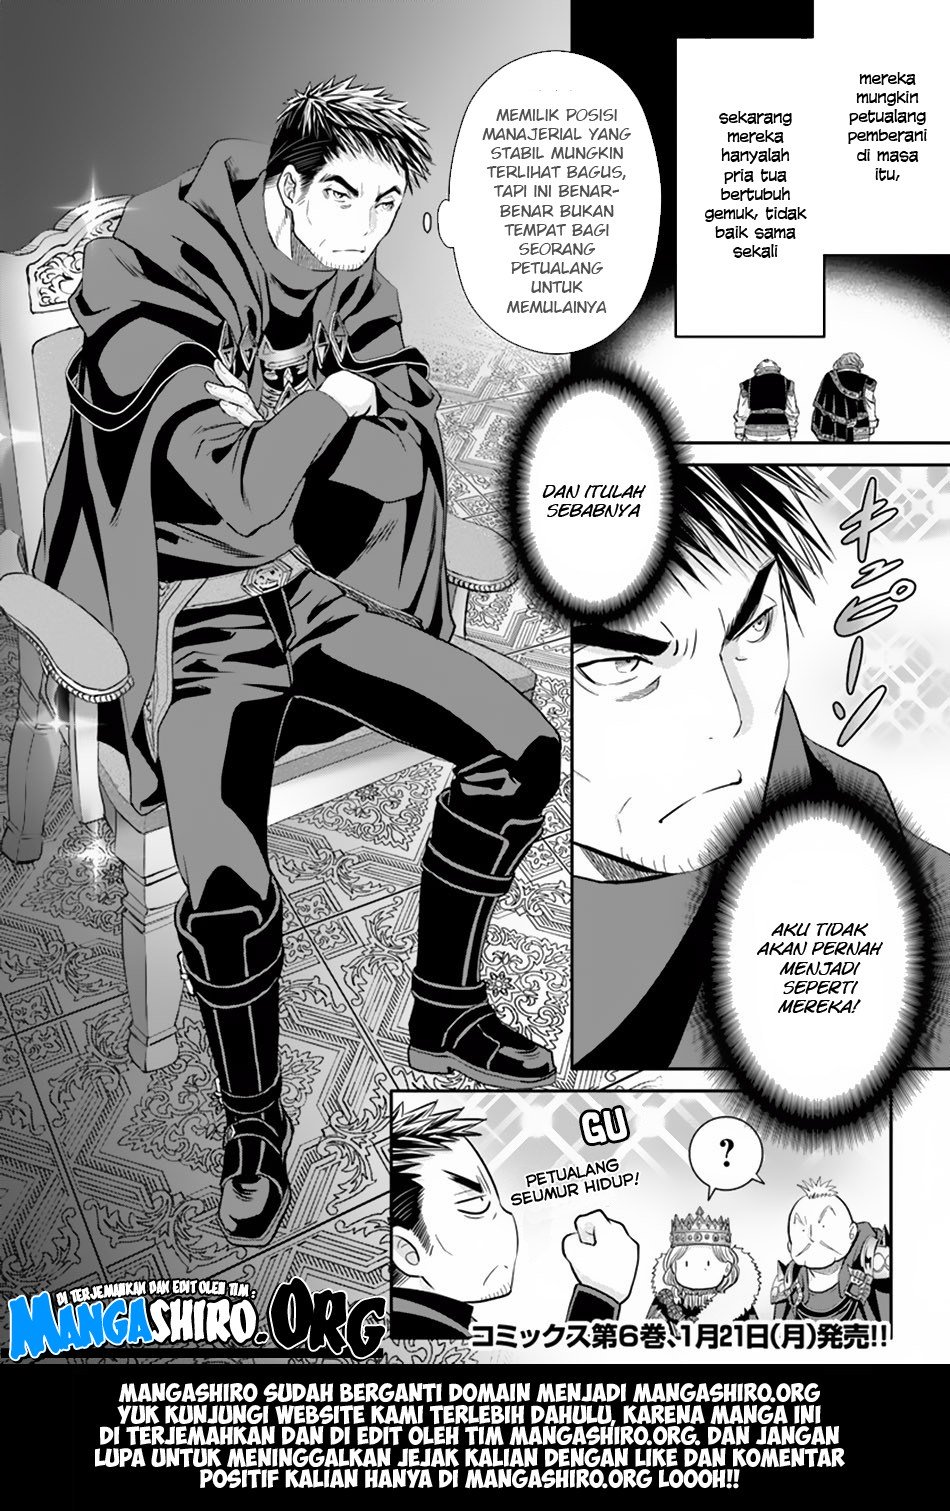 mereka
mungkin
petualang
pemberani
di masa
itu,
sekarang
mereka
hanyalah
pria tua
bertubuh
gemuk, tidak
baik sama
sekali
MEMILIK POSISI
MANAJERIAL YANG
STABIL MUNGKIN
TERLIHAT BAGUS,
TAPI INI BENAR-
BENAR BUKAN
TEMPAT BAGI
SEORANG
PETUALANG
UNTUK
MEMULAINYA
DAN ITULAH
SEBABNYA
キュピーン
AKU TIDAK
AKAN PERNAH
MENJADI
SEPERTI
MEREKA!
GU
PETUALANG
SEUMUR HIDUP!
?
コミックス第6巻、1月21日(月)発売!!
DI TERJEMAHKAN DAN EDIT OLEH TIM :
MANGASHIRO.ORG
MANGASHIRO SUDAH BERGANTI DOMAIN MENJADI MANGASHIRO.ORG
YUK KUNJUNGI WEBSITE KAMI TERLEBIH DAHULU, KARENA MANGA INI
DI TERJEMAHKAN DAN DI EDIT OLEH TIM MANGASHIRO.ORG. DAN JANGAN
LUPA UNTUK MENINGGALKAN JEJAK KALIAN DENGAN LIKE DAN KOMENTAR
POSITIF KALIAN HANYA DI MANGASHIRO.ORG LOOOH!!